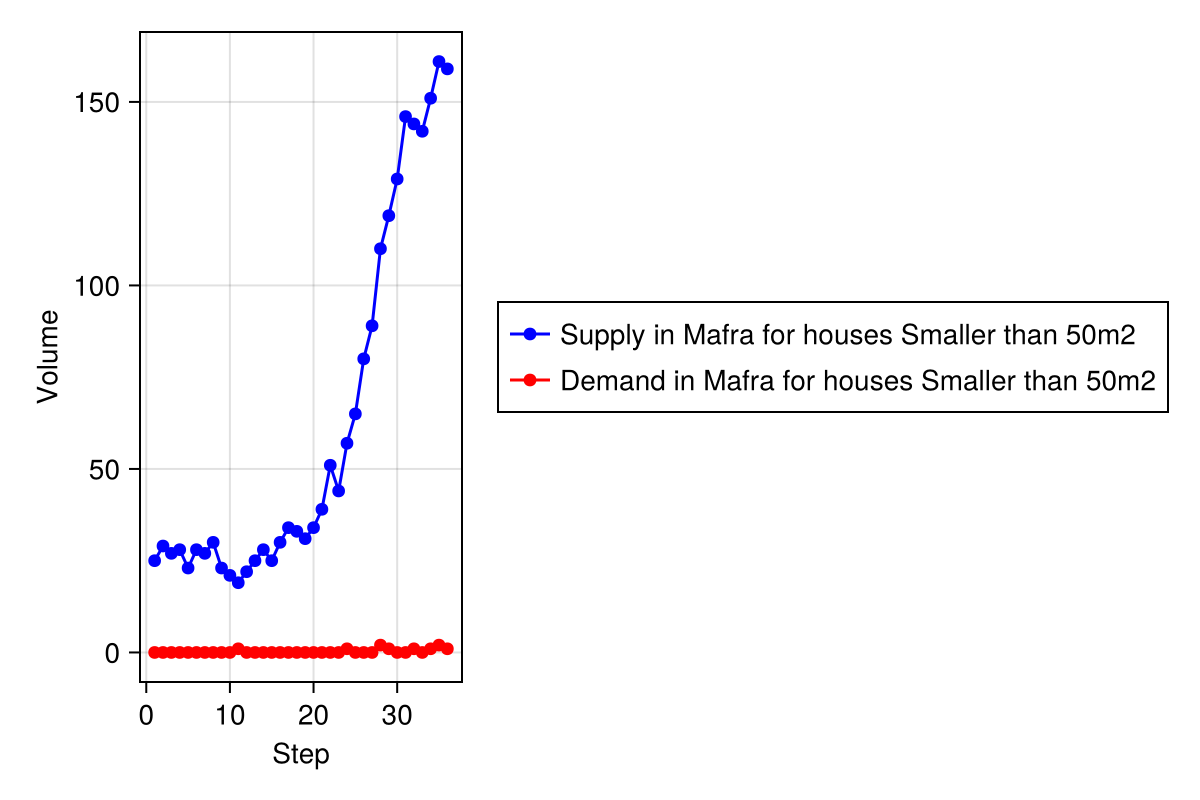 150
100
50
0
Volume
0 10 20 30
Step
Supply in Mafra for houses Smaller than 50m2
Demand in Mafra for houses Smaller than 50m2